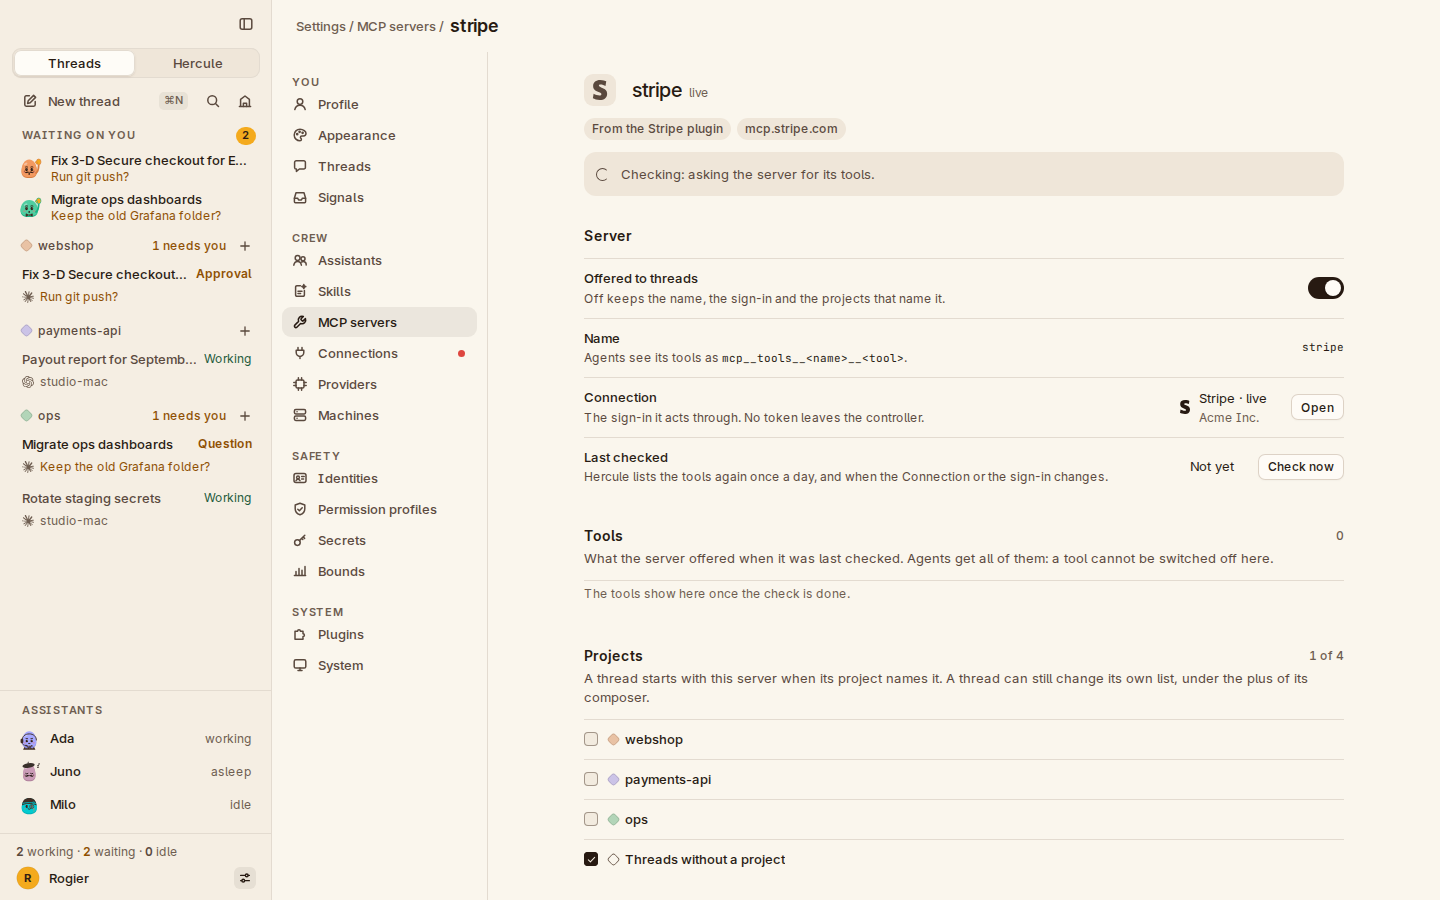 Threads
Hercule
New thread
⌘N
WAITING ON YOU
2
Fix 3-D Secure checkout for E...
Run git push?
Migrate ops dashboards
Keep the old Grafana folder?
webshop
1 needs you
Fix 3-D Secure checkout...
Approval
Run git push?
payments-api
Payout report for Septemb...
Working
studio-mac
ops
1 needs you
Migrate ops dashboards
Question
Keep the old Grafana folder?
Rotate staging secrets
Working
studio-mac
ASSISTANTS
Ada
working
Juno
asleep
Milo
idle
2 working · 2 waiting · 0 idle
R
Rogier
Settings / MCP servers / stripe
YOU
Profile
Appearance
Threads
Signals
CREW
Assistants
Skills
MCP servers
Connections
Providers
Machines
SAFETY
Identities
Permission profiles
Secrets
Bounds
SYSTEM
Plugins
System
S
stripe live
From the Stripe plugin
mcp.stripe.com
Checking: asking the server for its tools.
Server
Offered to threads
Off keeps the name, the sign-in and the projects that name it.
Name
Agents see its tools as mcp__tools__<name>__<tool>.
stripe
Connection
The sign-in it acts through. No token leaves the controller.
S
Stripe · live
Acme Inc.
Open
Last checked
Hercule lists the tools again once a day, and when the Connection or the sign-in changes.
Not yet
Check now
Tools
0
What the server offered when it was last checked. Agents get all of them: a tool cannot be switched off here.
The tools show here once the check is done.
Projects
1 of 4
A thread starts with this server when its project names it. A thread can still change its own list, under the plus of its
composer.
webshop
payments-api
ops
Threads without a project